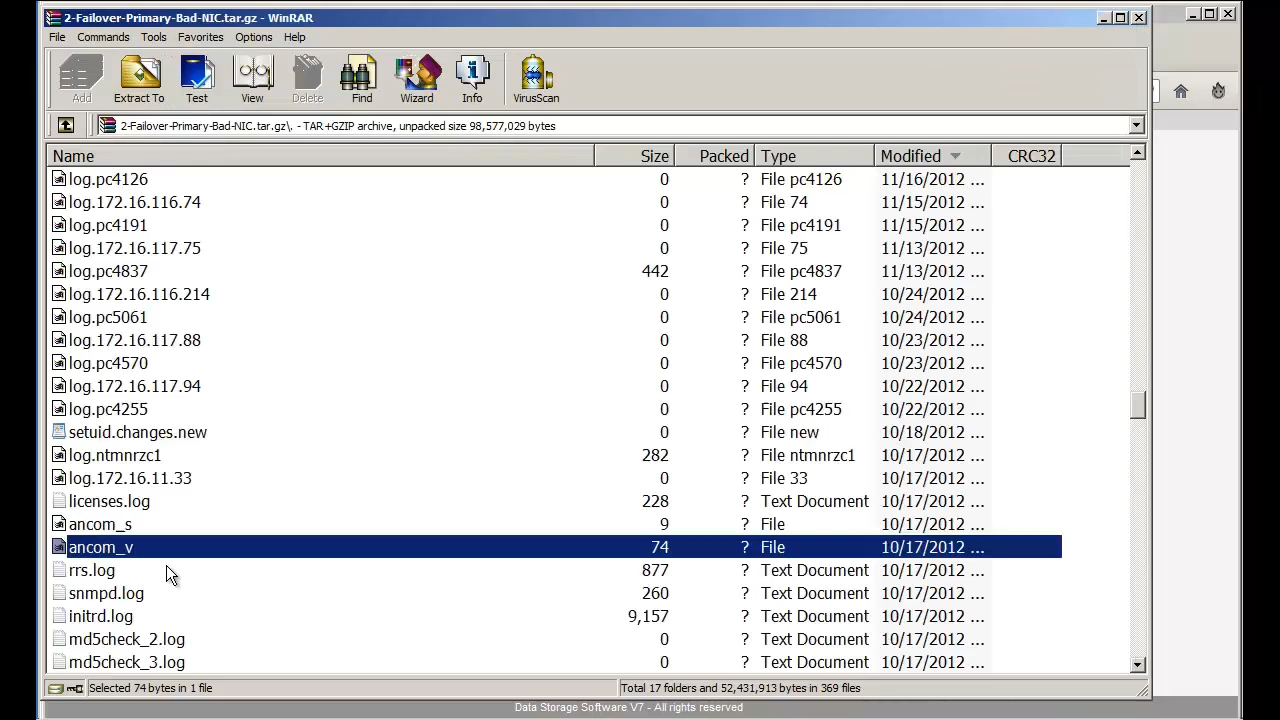 2-Failover-Primary-Bad-NIC.tar.gz - WinRAR
File Commands Tools Favorites Options Help
Add Extract To Test View Delete Find Wizard Info VirusScan
2-Failover-Primary-Bad-NIC.tar.gz\. - TAR+GZIP archive, unpacked size 98,577,029 bytes
Name Size Packed Type Modified CRC32
log.pc4126 0 ? File pc4126 11/16/2012 ...
log.172.16.116.74 0 ? File 74 11/15/2012 ...
log.pc4191 0 ? File pc4191 11/15/2012 ...
log.172.16.117.75 0 ? File 75 11/13/2012 ...
log.pc4837 442 ? File pc4837 11/13/2012 ...
log.172.16.116.214 0 ? File 214 10/24/2012 ...
log.pc5061 0 ? File pc5061 10/24/2012 ...
log.172.16.117.88 0 ? File 88 10/23/2012 ...
log.pc4570 0 ? File pc4570 10/23/2012 ...
log.172.16.117.94 0 ? File 94 10/22/2012 ...
log.pc4255 0 ? File pc4255 10/22/2012 ...
setuid.changes.new 0 ? File new 10/18/2012 ...
log.ntmnrzc1 282 ? File ntmnrzc1 10/17/2012 ...
log.172.16.11.33 0 ? File 33 10/17/2012 ...
licenses.log 228 ? Text Document 10/17/2012 ...
ancom_s 9 ? File 10/17/2012 ...
ancom_v 74 ? File 10/17/2012 ...
rrs.log 877 ? Text Document 10/17/2012 ...
snmpd.log 260 ? Text Document 10/17/2012 ...
initrd.log 9,157 ? Text Document 10/17/2012 ...
md5check_2.log 0 ? Text Document 10/17/2012 ...
md5check_3.log 0 ? Text Document 10/17/2012 ...
Selected 74 bytes in 1 file Total 17 folders and 52,431,913 bytes in 369 files
Data Storage Software V7 - All rights reserved